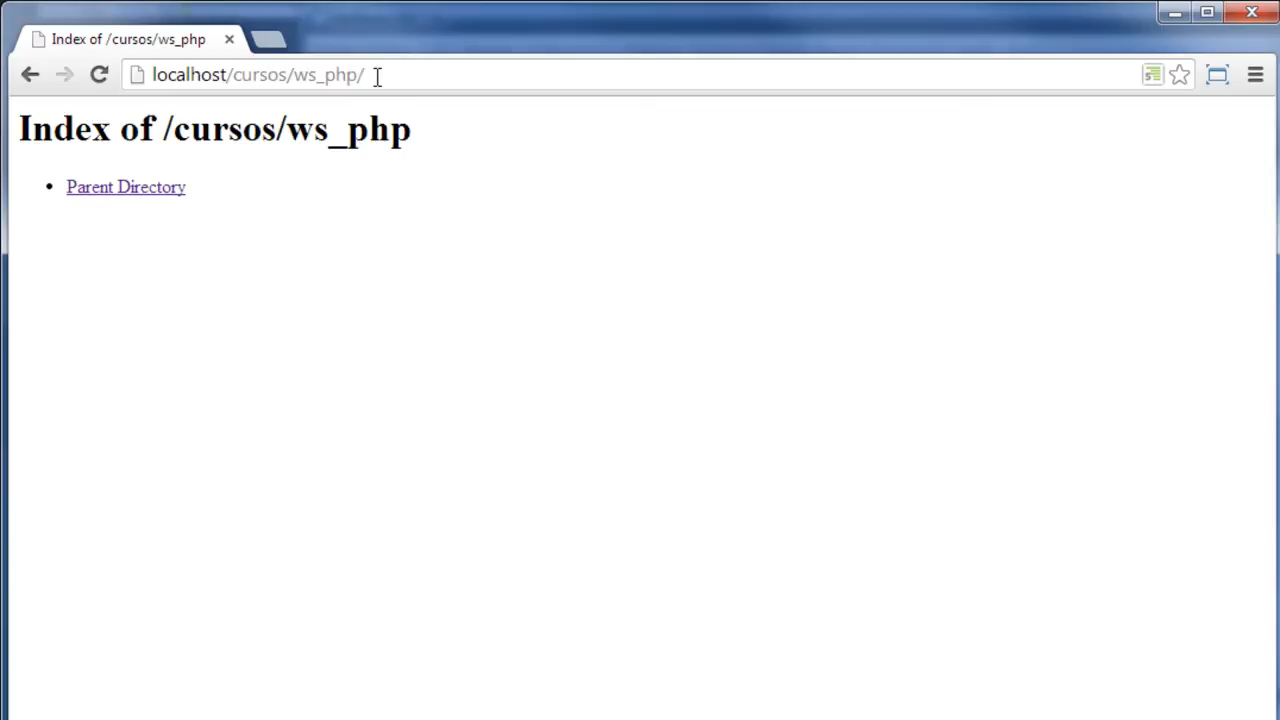 Index of /cursos/ws_php
localhost/cursos/ws_php/
Index of /cursos/ws_php
Parent Directory